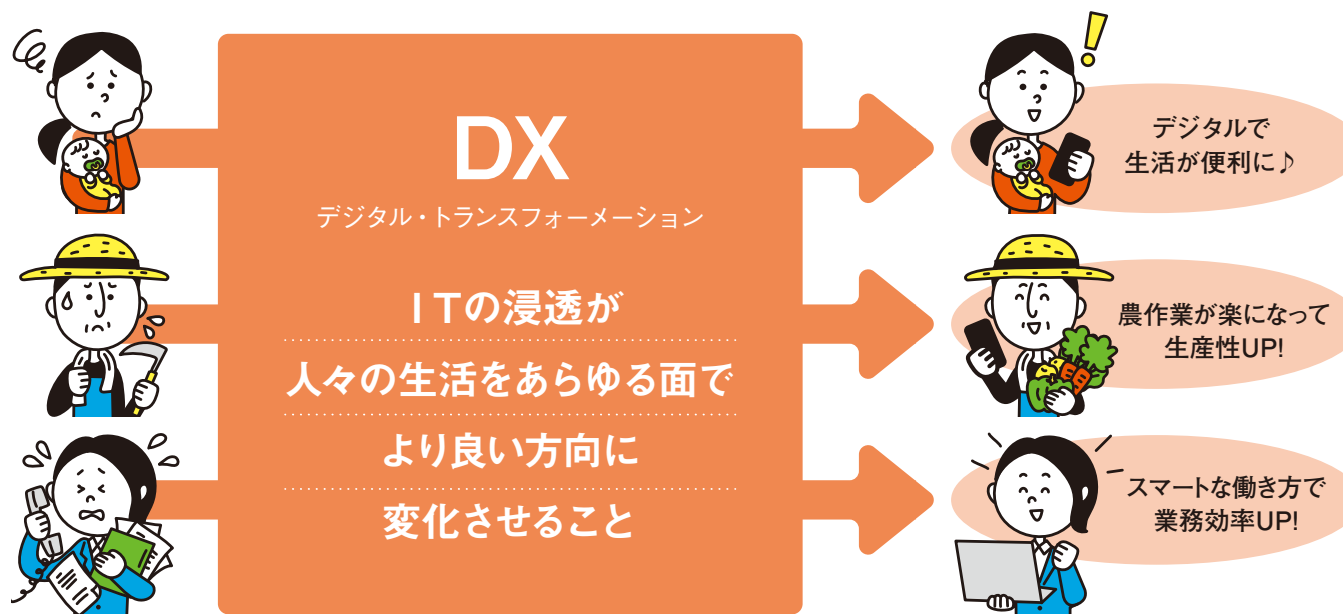 DX
デジタル・トランスフォーメーション
ITの浸透が
人々の生活をあらゆる面で
より良い方向に
変化させること
デジタルで
生活が便利に♪
農作業が楽になって
生産性UP!
スマートな働き方で
業務効率UP!